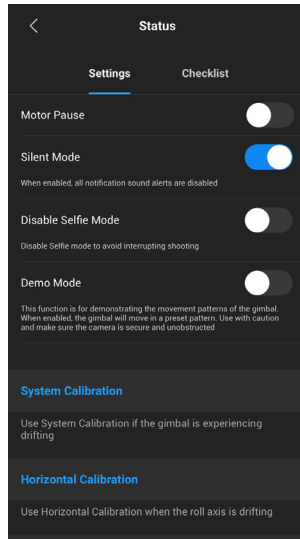 Status
Settings Checklist
Motor Pause
Silent Mode
When enabled, all notification sound alerts are disabled
Disable Selfie Mode
Disable Selfie mode to avoid interrupting shooting
Demo Mode
This function is for demonstrating the movement patterns of the gimbal.
When enabled, the gimbal will move in a preset pattern. Use with caution
and make sure the camera is secure and unobstructed
System Calibration
Use System Calibration if the gimbal is experiencing
drifting
Horizontal Calibration
Use Horizontal Calibration when the roll axis is drifting